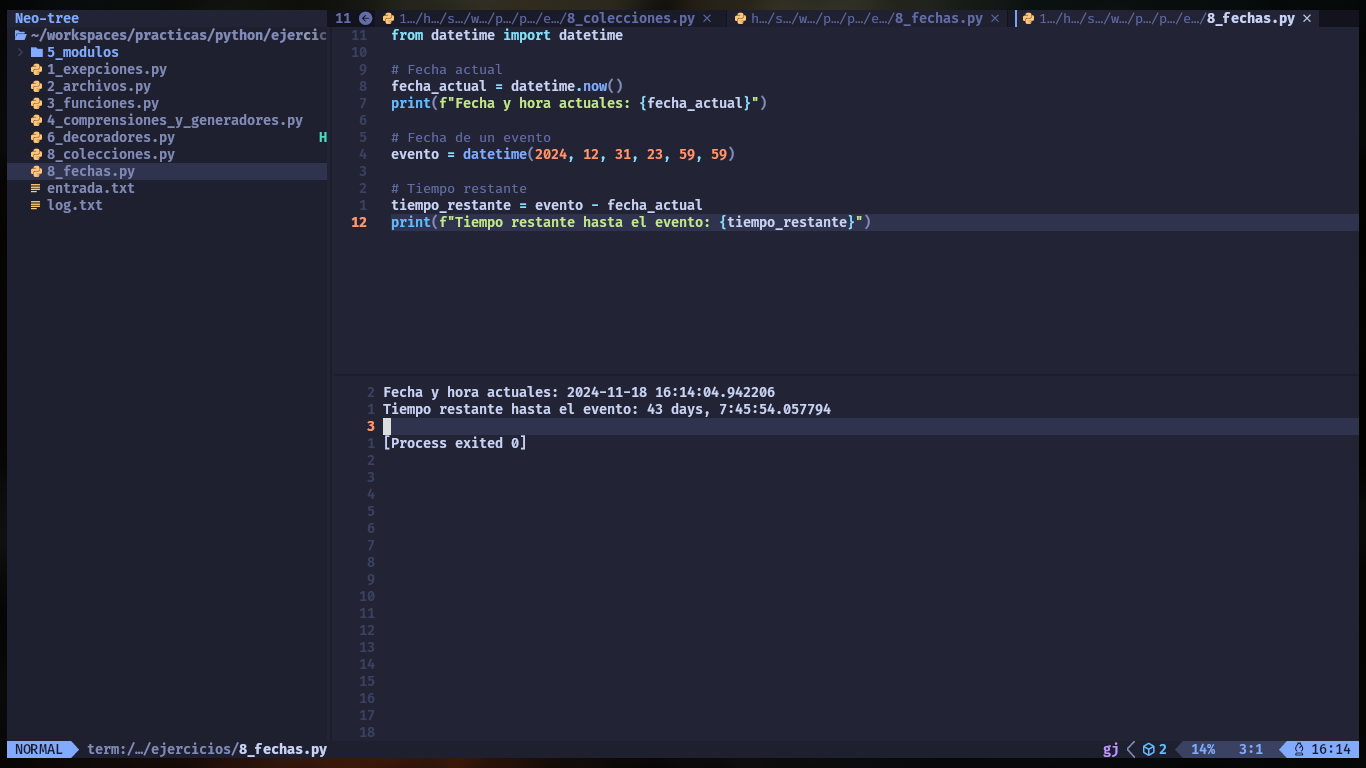 Neo-tree
~/workspaces/practicas/python/ejercic
5_modulos
1_exepciones.py
2_archivos.py
3_funciones.py
4_comprensiones_y_generadores.py
6_decoradores.py H
8_colecciones.py
8_fechas.py
entrada.txt
log.txt
11 1…/h…/s…/w…/p…/p…/e…/8_colecciones.py × h…/s…/w…/p…/p…/e…/8_fechas.py × 1…/h…/s…/w…/p…/p…/e…/8_fechas.py ×
11 from datetime import datetime
10
9 # Fecha actual
8 fecha_actual = datetime.now()
7 print(f"Fecha y hora actuales: {fecha_actual}")
6
5 # Fecha de un evento
4 evento = datetime(2024, 12, 31, 23, 59, 59)
3
2 # Tiempo restante
1 tiempo_restante = evento - fecha_actual
12 print(f"Tiempo restante hasta el evento: {tiempo_restante}")
2 Fecha y hora actuales: 2024-11-18 16:14:04.942206
1 Tiempo restante hasta el evento: 43 days, 7:45:54.057794
3
1 [Process exited 0]
2
3
4
5
6
7
8
9
10
11
12
13
14
15
16
17
18
NORMAL term:/…/ejercicios/8_fechas.py gj 2 14% 3:1 16:14